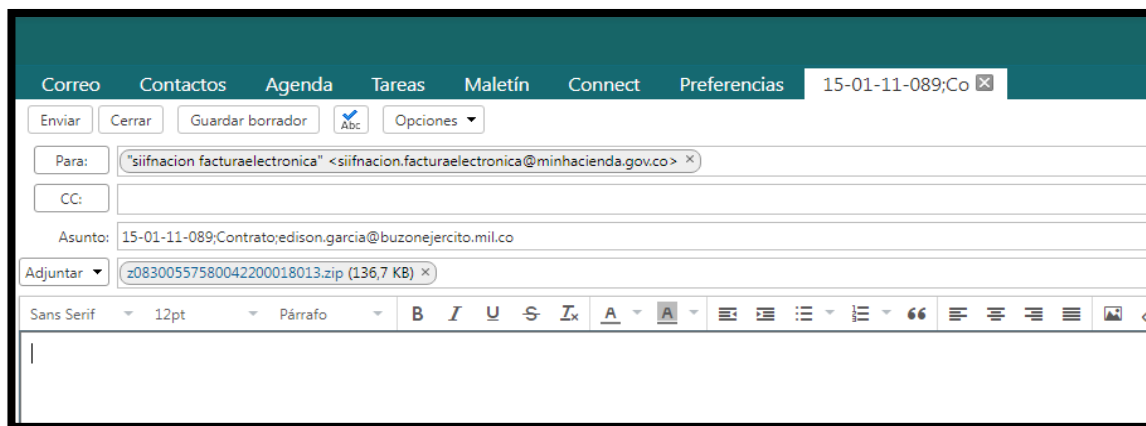 Correo Contactos Agenda Tareas Maletín Connect Preferencias 15-01-11-089;Co
Enviar Cerrar Guardar borrador Abc Opciones
Para: "siifnacion facturaelectronica" <siifnacion.facturaelectronica@minhacienda.gov.co> ×
CC:
Asunto: 15-01-11-089;Contrato;edison.garcia@buzonejercito.mil.co
Adjuntar z08300557580042200018013.zip (136,7 KB) ×
Sans Serif 12pt Párrafo B I U S Ix A A